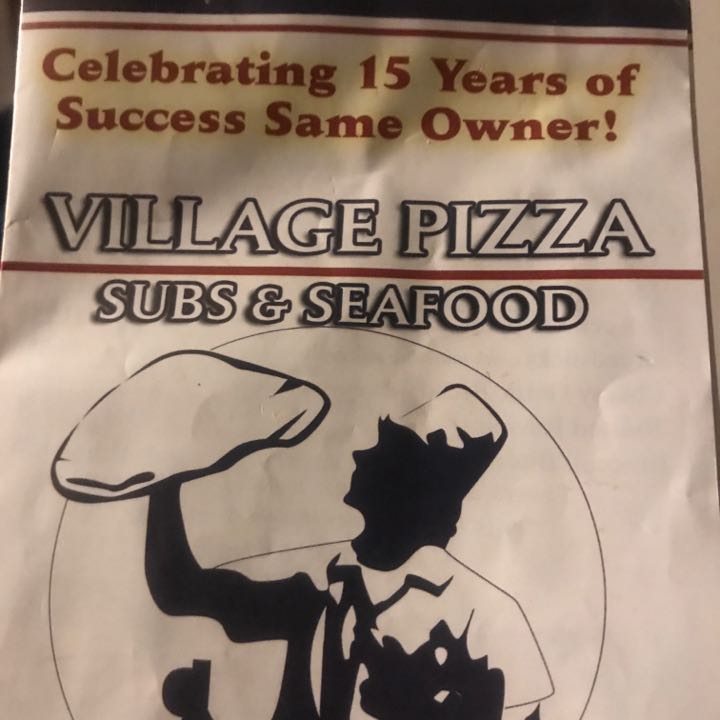 Celebrating 15 Years of
Success Same Owner!
VILLAGE PIZZA
SUBS & SEAFOOD